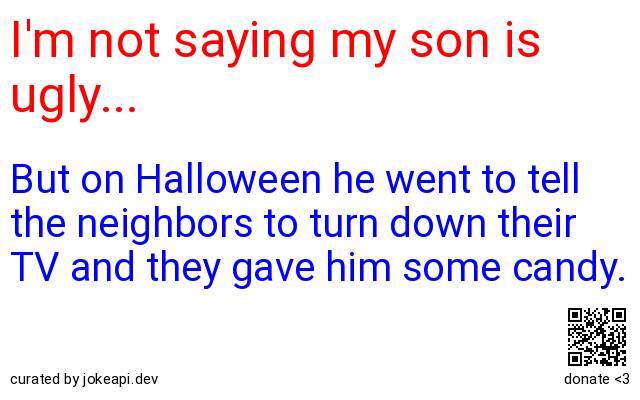 I'm not saying my son is
ugly...
But on Halloween he went to tell
the neighbors to turn down their
TV and they gave him some candy.
curated by jokeapi.dev
donate <3